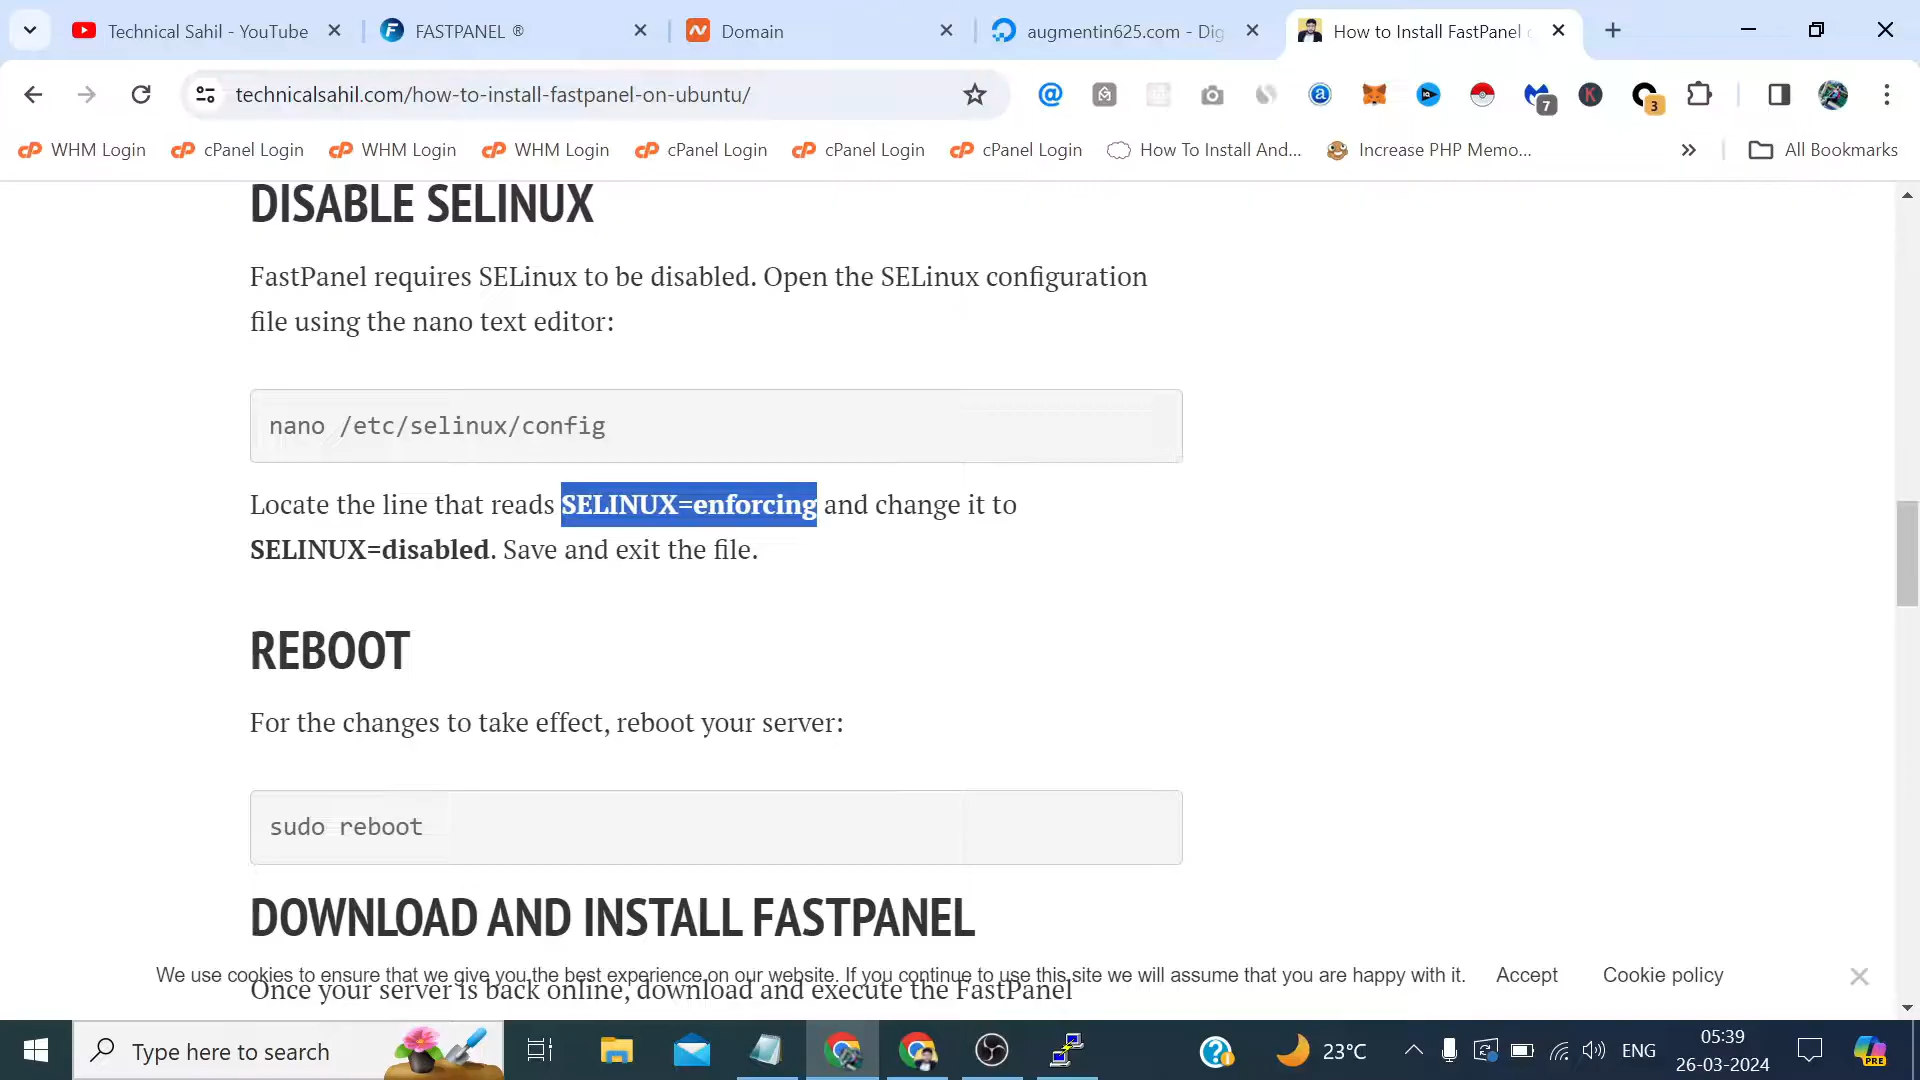 Technical Sahil - YouTube
FASTPANEL ®
Domain
augmentin625.com - Dig
How to Install FastPanel
technicalsahil.com/how-to-install-fastpanel-on-ubuntu/
7
K
3
WHM Login
cPanel Login
WHM Login
WHM Login
cPanel Login
cPanel Login
cPanel Login
How To Install And...
Increase PHP Memo...
All Bookmarks
DISABLE SELINUX
FastPanel requires SELinux to be disabled. Open the SELinux configuration
file using the nano text editor:
nano /etc/selinux/config
Locate the line that reads SELINUX=enforcing and change it to
SELINUX=disabled. Save and exit the file.
REBOOT
For the changes to take effect, reboot your server:
sudo reboot
DOWNLOAD AND INSTALL FASTPANEL
We use cookies to ensure that we give you the best experience on our website. If you continue to use this site we will assume that you are happy with it.
Accept
Cookie policy
Once your server is back online, download and execute the FastPanel
Type here to search
23°C
ENG
05:39
26-03-2024
PRE